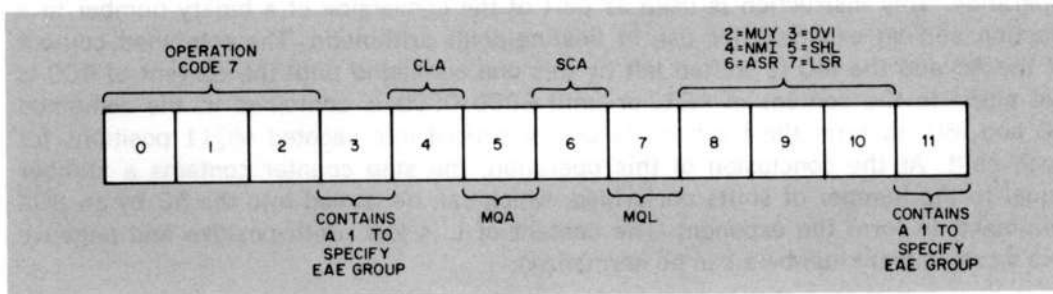 OPERATION
CODE 7
CLA
SCA
2=MUY 3=DVI
4=NMI 5=SHL
6=ASR 7=LSR
0 1 2 3 4 5 6 7 8 9 10 11
CONTAINS
A 1 TO
SPECIFY
EAE GROUP
MQA
MQL
CONTAINS
A 1 TO
SPECIFY
EAE GROUP